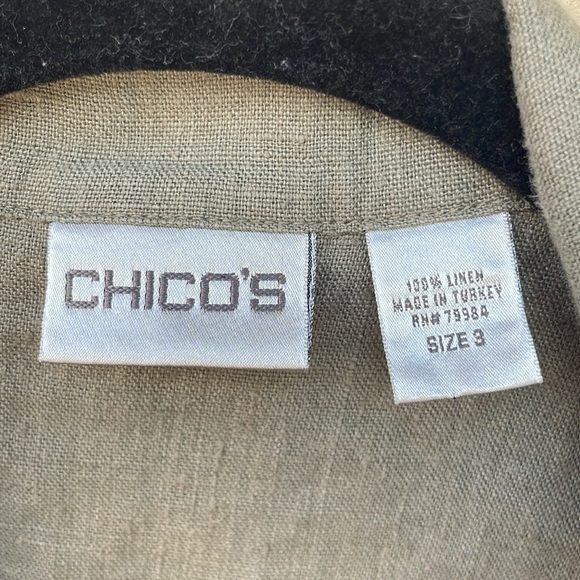 CHICO'S
100% LINEN
MADE IN TURKEY
RN# 79984
SIZE 3